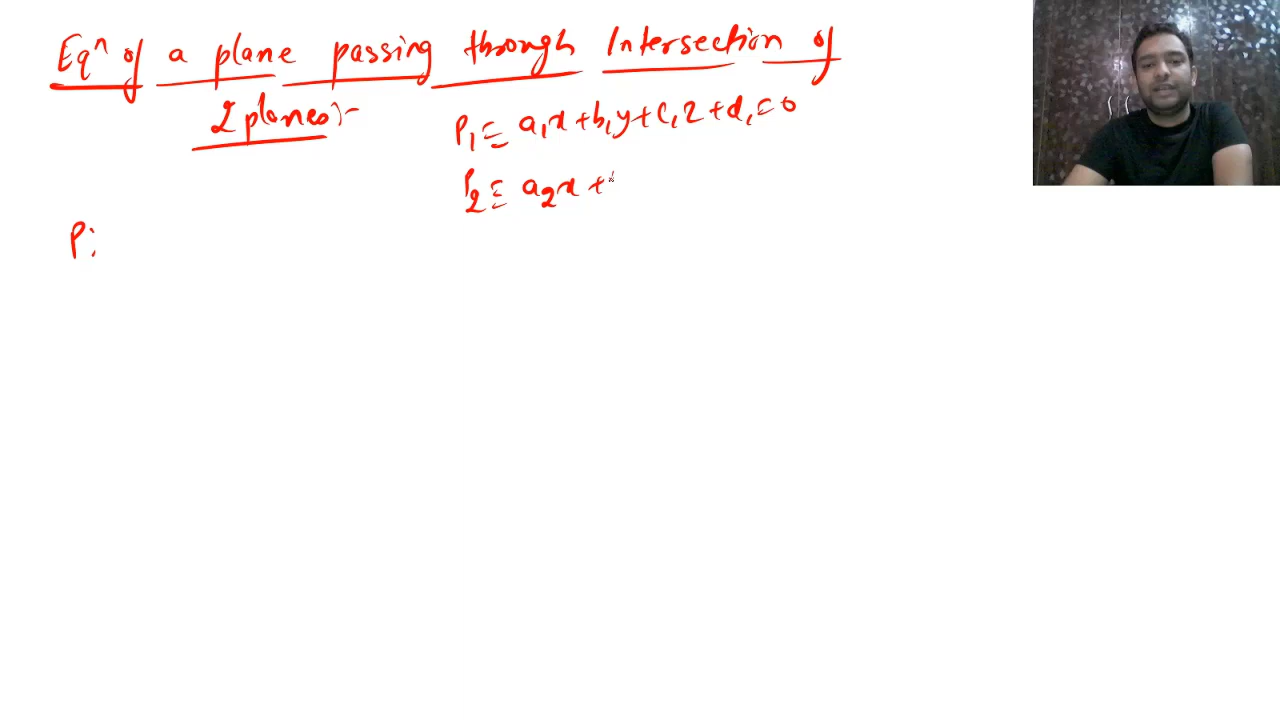 Eqⁿ of a plane passing through Intersection of
2 planes:-
P₁ ≡ a₁x + b₁y + c₁z + d₁ = 0
P₂ ≡ a₂x +
P: